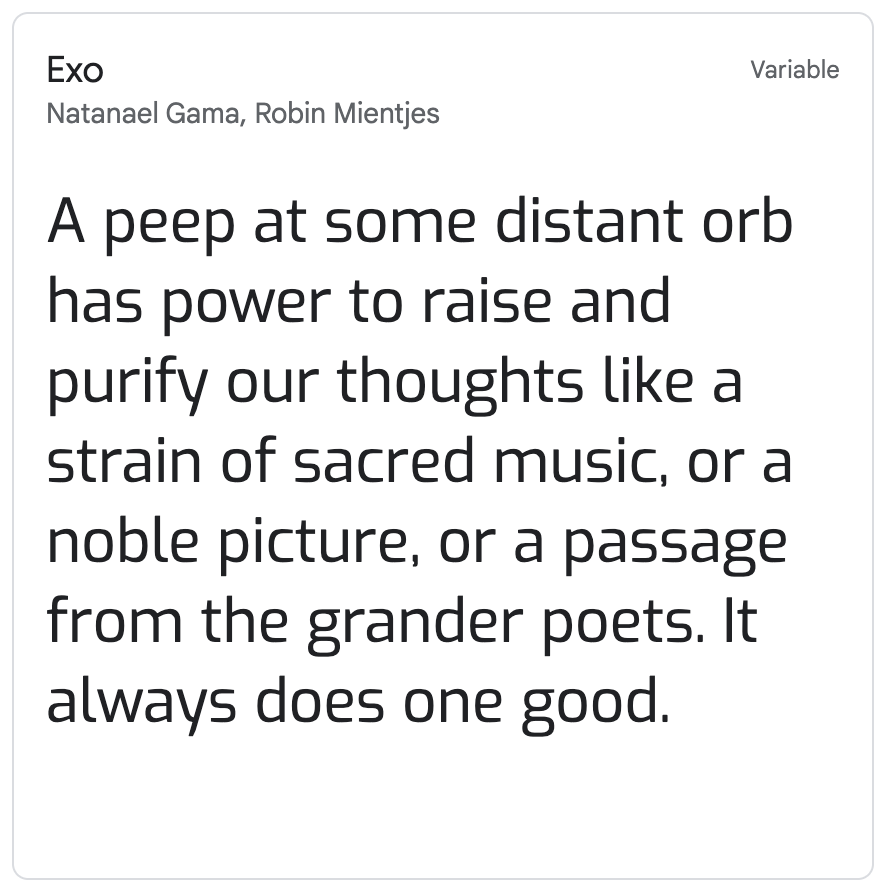 Exo
Variable
Natanael Gama, Robin Mientjes
A peep at some distant orb
has power to raise and
purify our thoughts like a
strain of sacred music, or a
noble picture, or a passage
from the grander poets. It
always does one good.